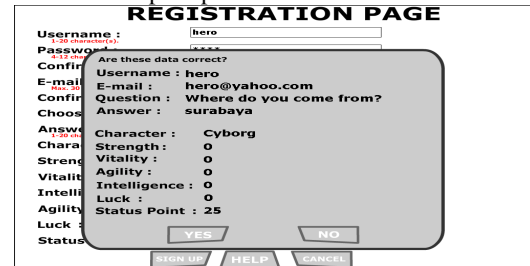 REGISTRATION PAGE
Username : hero
1-20 character(s).
Password :
4-12 char
Confir
E-mail
Max. 30
Confir
Choos
Answ
1-20 cha
Chara
Streng
Vitalit
Intelli
Agility
Luck :
Status
Are these data correct?
Username : hero
E-mail : hero@yahoo.com
Question : Where do you come from?
Answer : surabaya
Character : Cyborg
Strength : 0
Vitality : 0
Agility : 0
Intelligence : 0
Luck : 0
Status Point : 25
YES NO
SIGN UP HELP CANCEL